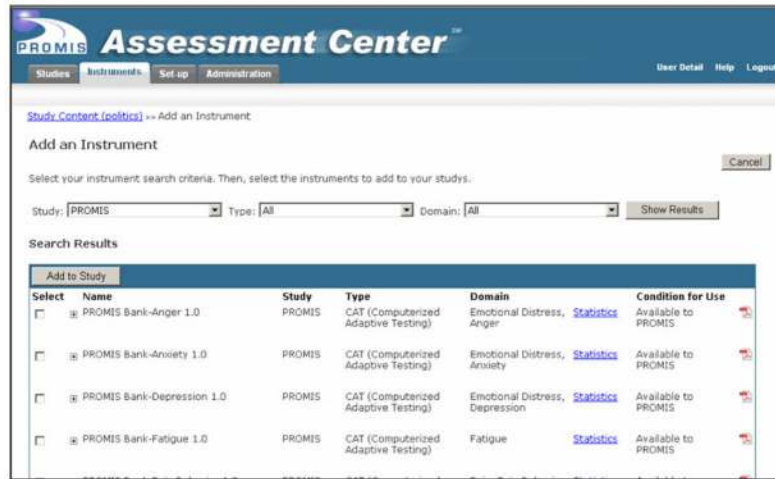 PROMIS Assessment Center SM
Studies Instruments Set-up Administration User Detail Help Logout
Study Content (politics) >> Add an Instrument
Add an Instrument
Cancel
Select your instrument search criteria. Then, select the instruments to add to your studys.
Study: PROMIS Type: All Domain: All Show Results
Search Results
Add to Study
Select Name Study Type Domain Condition for Use
PROMIS Bank-Anger 1.0 PROMIS CAT (Computerized Emotional Distress, Statistics Available to
Adaptive Testing) Anger PROMIS
PROMIS Bank-Anxiety 1.0 PROMIS CAT (Computerized Emotional Distress, Statistics Available to
Adaptive Testing) Anxiety PROMIS
PROMIS Bank-Depression 1.0 PROMIS CAT (Computerized Emotional Distress, Statistics Available to
Adaptive Testing) Depression PROMIS
PROMIS Bank-Fatigue 1.0 PROMIS CAT (Computerized Fatigue Statistics Available to
Adaptive Testing) PROMIS